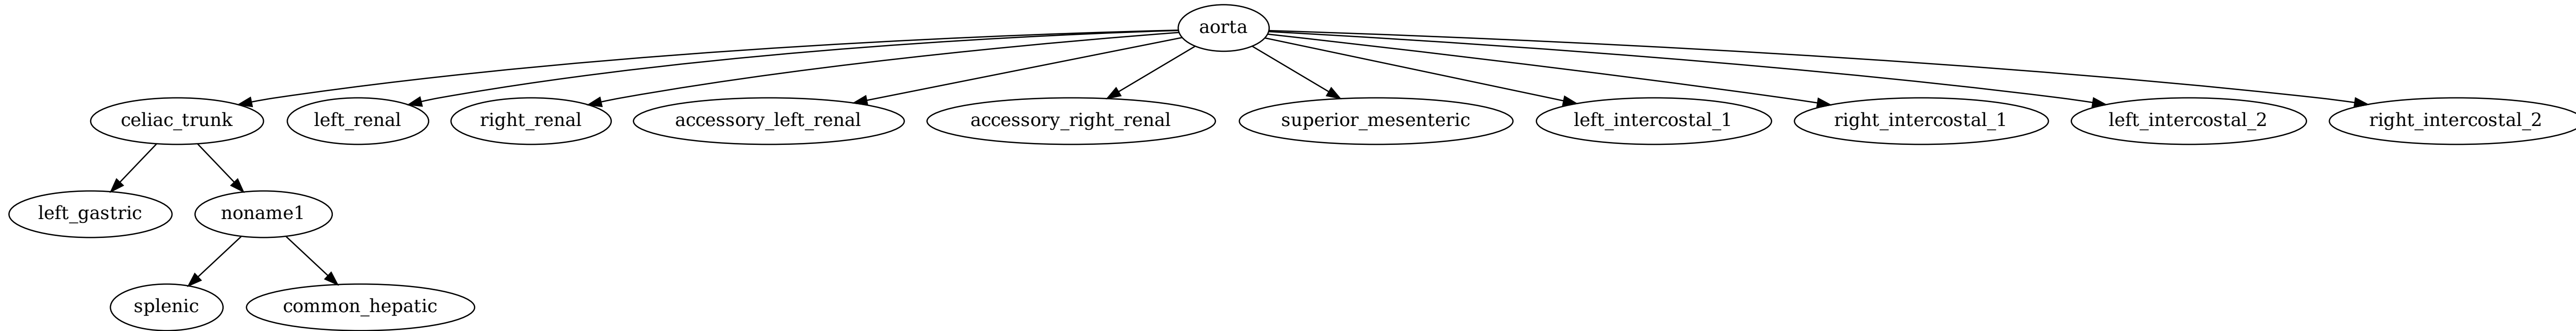 aorta
celiac_trunk
left_renal
right_renal
accessory_left_renal
accessory_right_renal
superior_mesenteric
left_intercostal_1
right_intercostal_1
left_intercostal_2
right_intercostal_2
left_gastric
noname1
splenic
common_hepatic